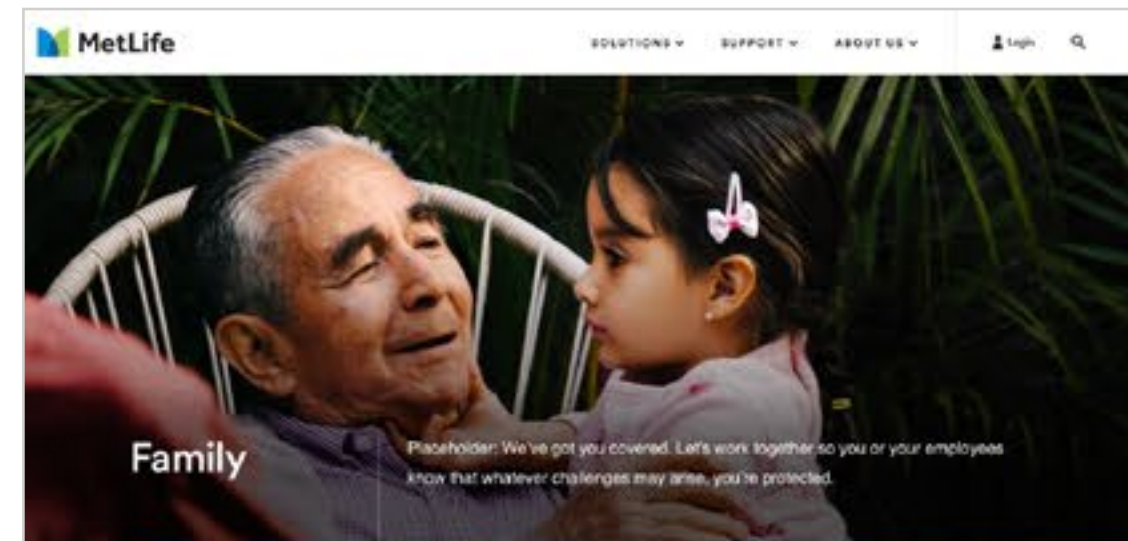 MetLife
SOLUTIONS SUPPORT ABOUT US Login
Family
Placeholder: We've got you covered. Let's work together so you or your employees
know that whatever challenges may arise, you're protected.